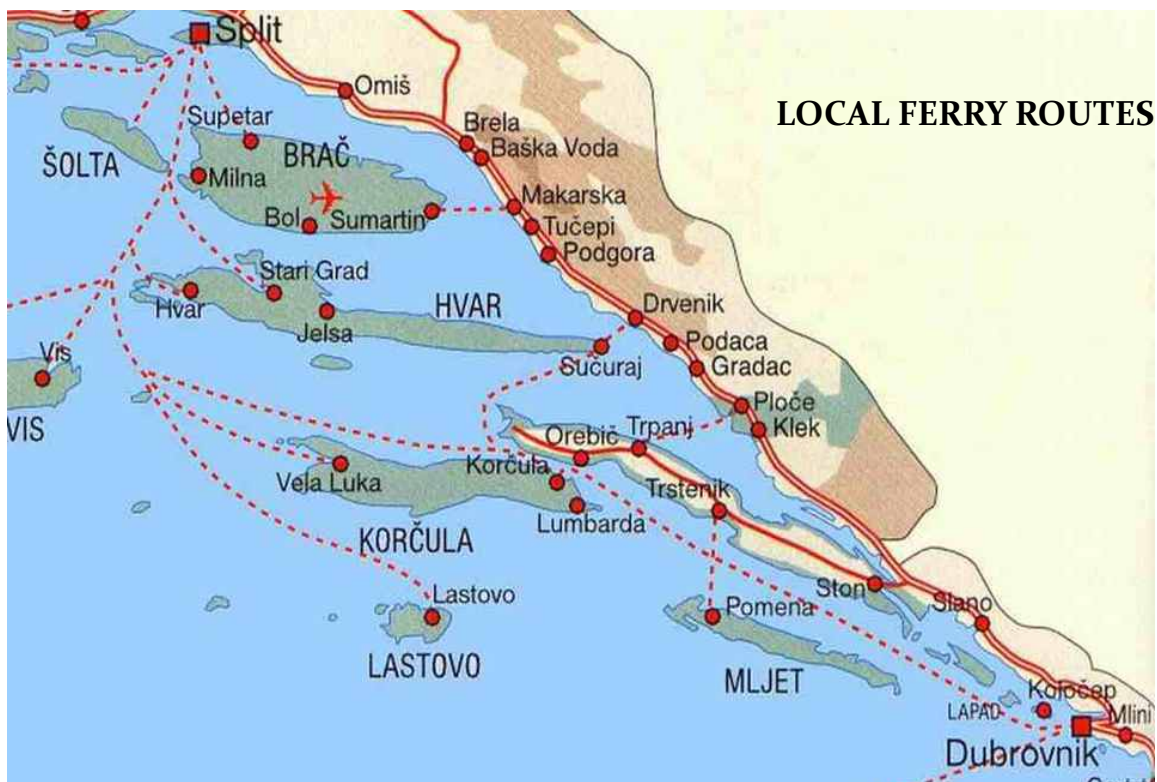 Split
Omiš
LOCAL FERRY ROUTES
Supetar
Brela
BRAČ
Baška Voda
ŠOLTA
Milna
Makarska
Bol
Sumartin
Tučepi
Podgora
Stari Grad
Hvar
HVAR
Drvenik
Jelsa
Podaca
Vis
Sućuraj
Gradac
VIS
Ploče
Orebič
Trpanj
Klek
Korčula
Vela Luka
Trstenik
Lumbarda
KORČULA
Ston
Slano
Lastovo
Pomena
LASTOVO
MLJET
Koločep
LAPAD
Mlini
Dubrovnik